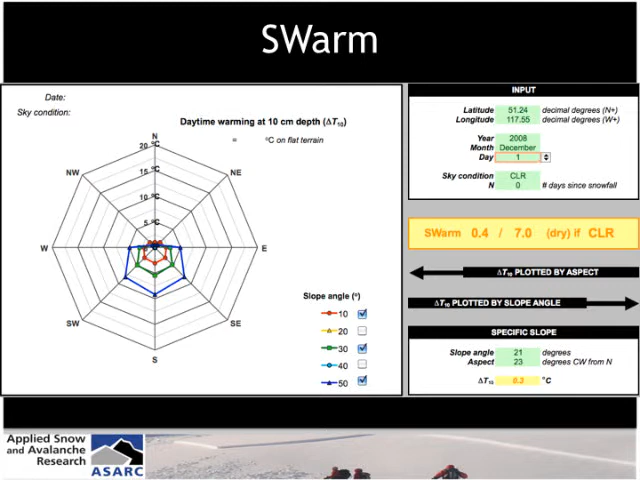 SWarm
Date:
Sky condition:
Daytime warming at 10 cm depth (ΔT₁₀)
= °C on flat terrain
N
20 °C
15 °C
10 °C
5 °C
NW
NE
W
E
SW
SE
S
Slope angle (°)
10
20
30
40
50
INPUT
Latitude 51.24 decimal degrees (N+)
Longitude 117.55 decimal degrees (W+)
Year 2008
Month December
Day 1
Sky condition CLR
N 0 # days since snowfall
SWarm 0.4 / 7.0 (dry) if CLR
ΔT₁₀ PLOTTED BY ASPECT
ΔT₁₀ PLOTTED BY SLOPE ANGLE
SPECIFIC SLOPE
Slope angle 21 degrees
Aspect 23 degrees CW from N
ΔT₁₀ 0.3 °C
Applied Snow
and Avalanche
Research
ASARC